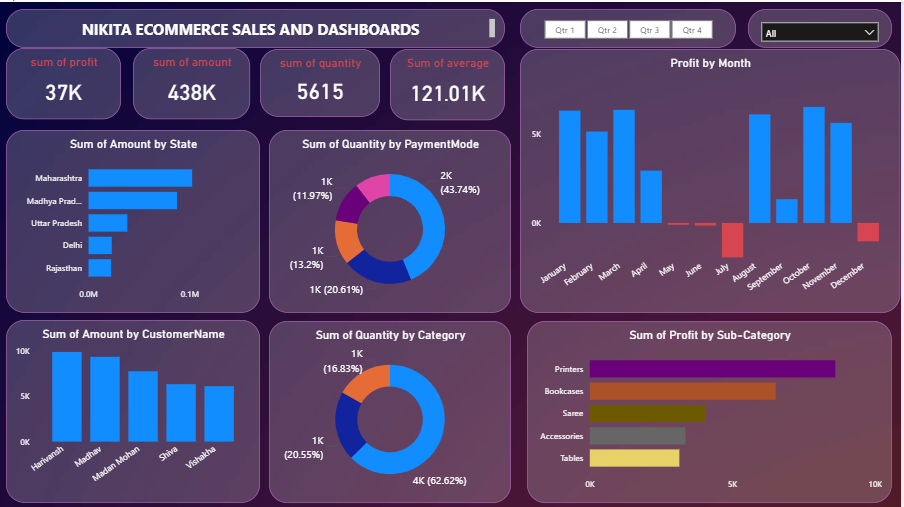 NIKITA ECOMMERCE SALES AND DASHBOARDS
Qtr 1 Qtr 2 Qtr 3 Qtr 4
All
sum of profit
37K
sum of amount
438K
sum of quantity
5615
Sum of average
121.01K
Profit by Month
5K
0K
January February March April May June July August September October November December
Sum of Amount by State
Maharashtra
Madhya Prad...
Uttar Pradesh
Delhi
Rajasthan
0.0M 0.1M
Sum of Quantity by PaymentMode
2K
(43.74%)
1K (20.61%)
1K
(13.2%)
1K
(11.97%)
Sum of Amount by CustomerName
10K
5K
0K
Harivansh Madhav Madan Mohan Shiva Vishakha
Sum of Quantity by Category
1K
(16.83%)
1K
(20.55%)
4K (62.62%)
Sum of Profit by Sub-Category
Printers
Bookcases
Saree
Accessories
Tables
0K 5K 10K